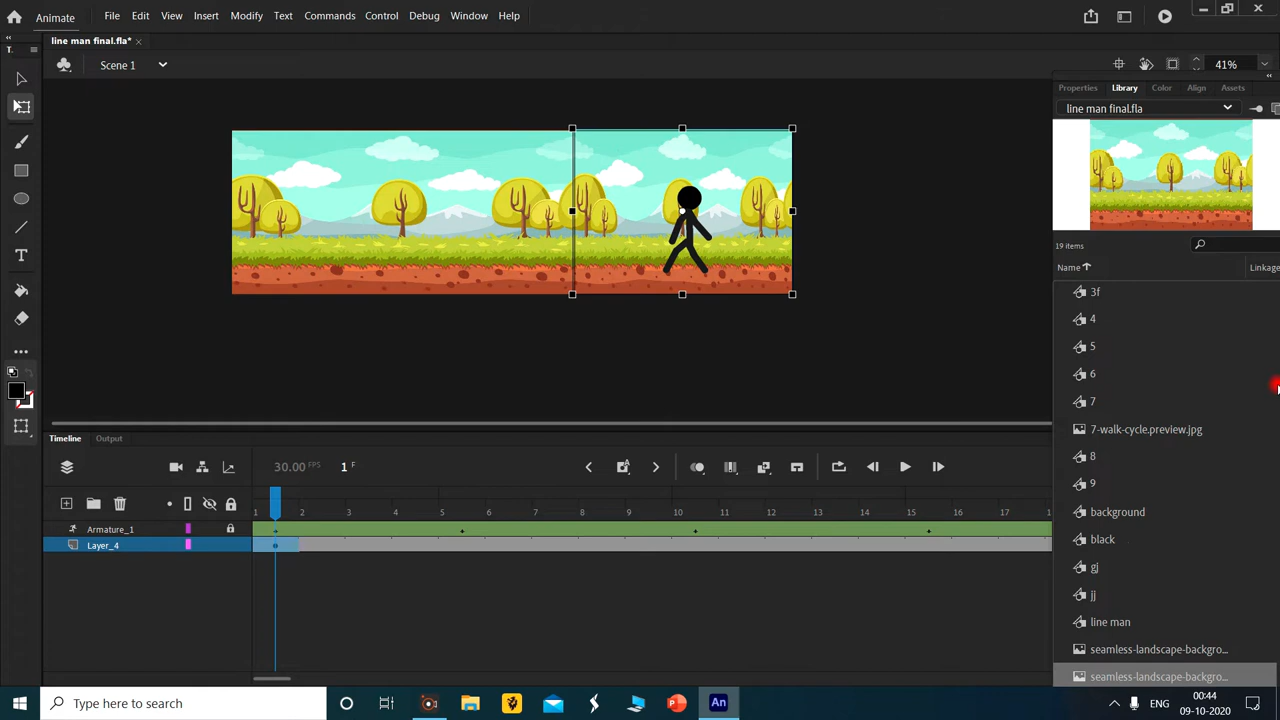 Animate File Edit View Insert Modify Text Commands Control Debug Window Help
line man final.fla* ×
Scene 1 41%
Properties Library Color Align Assets
line man final.fla
19 items
Name Linkage
3f
4
5
6
7
7-walk-cycle.preview.jpg
8
9
background
black
gj
jj
line man
seamless-landscape-backgro...
seamless-landscape-backgro...
T.
T
Timeline Output
30.00 FPS 1 F
1 2 3 4 5 6 7 8 9 10 11 12 13 14 15 16 17
Armature_1
Layer_4
Type here to search
An
ENG
00:44
09-10-2020